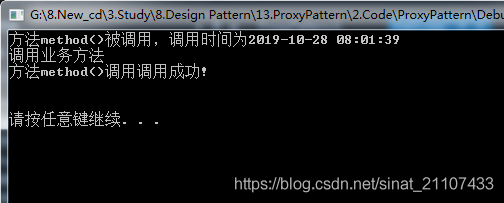 G:\8.New_cd\3.Study\8.Design Pattern\13.ProxyPattern\2.Code\ProxyPattern\Debu
方法method()被调用，调用时间为2019-10-28 08:01:39
调用业务方法
方法method()调用调用成功!
请按任意键继续. . .
https://blog.csdn.net/sinat_21107433